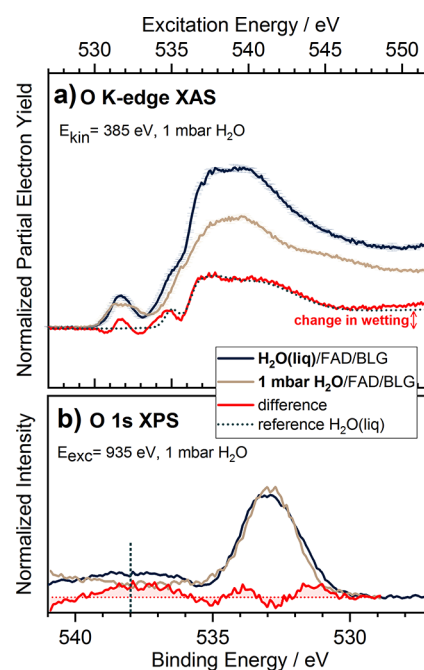 Excitation Energy / eV
530 535 540 545 550
Normalized Partial Electron Yield
a) O K-edge XAS
Ekin= 385 eV, 1 mbar H2O
change in wetting
H2O(liq)/FAD/BLG
1 mbar H2O/FAD/BLG
difference
reference H2O(liq)
Normalized Intensity
b) O 1s XPS
Eexc= 935 eV, 1 mbar H2O
540 535 530
Binding Energy / eV